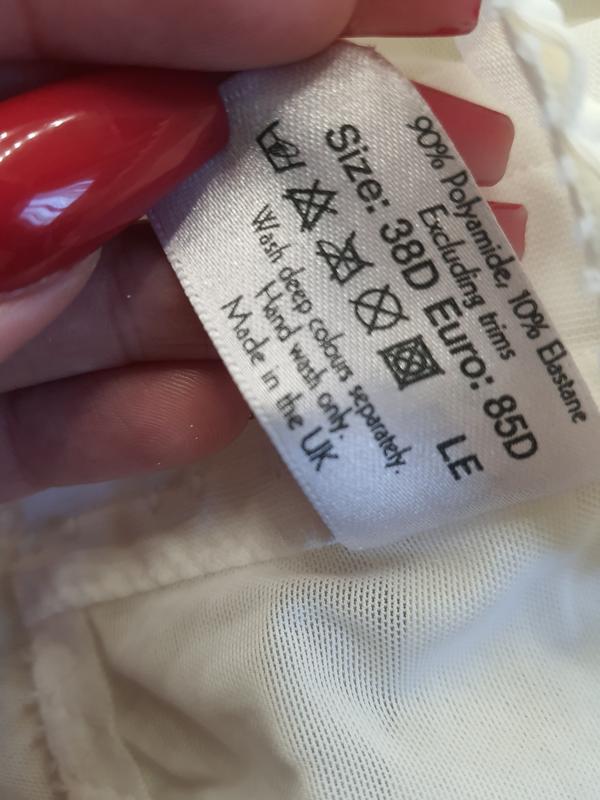 90% Polyamide, 10% Elastane
Excluding trims
Size: 38D Euro: 85D
LE
Wash deep colours separately.
Hand wash only.
Made in the UK